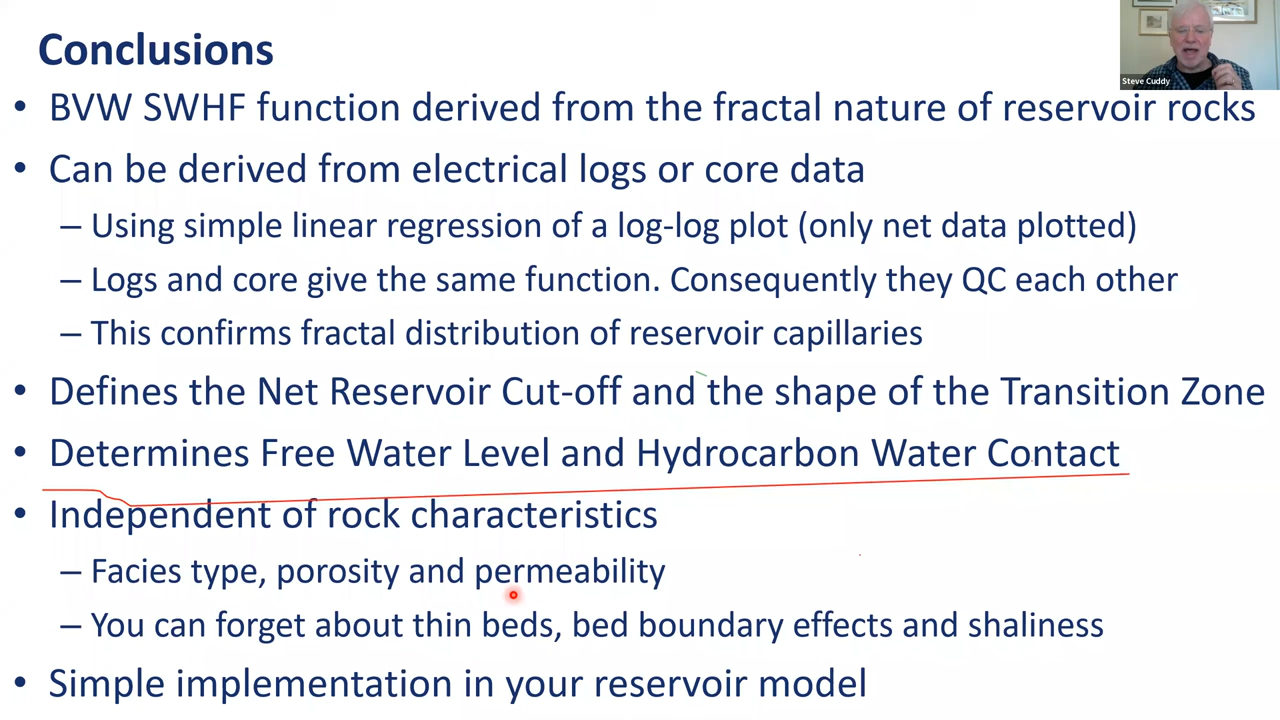 Conclusions
Steve Cuddy
• BVW SWHF function derived from the fractal nature of reservoir rocks
• Can be derived from electrical logs or core data
– Using simple linear regression of a log-log plot (only net data plotted)
– Logs and core give the same function. Consequently they QC each other
– This confirms fractal distribution of reservoir capillaries
• Defines the Net Reservoir Cut-off and the shape of the Transition Zone
• Determines Free Water Level and Hydrocarbon Water Contact
• Independent of rock characteristics
– Facies type, porosity and permeability
– You can forget about thin beds, bed boundary effects and shaliness
• Simple implementation in your reservoir model